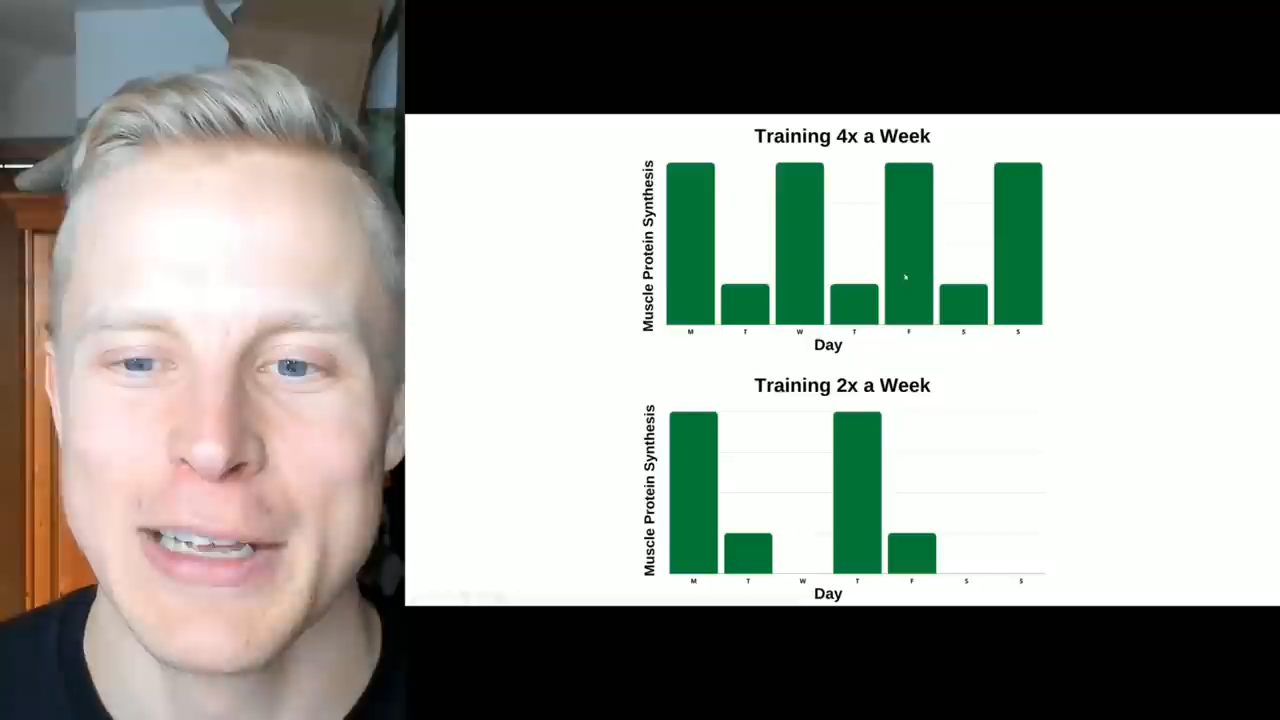 Training 4x a Week
Muscle Protein Synthesis
M T W T F S S
Day
Training 2x a Week
Muscle Protein Synthesis
M T W T F S S
Day